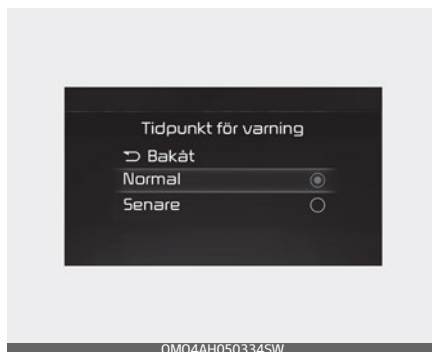 Tidpunkt för varning
Bakåt
Normal
Senare
OMQ4AH050334SW